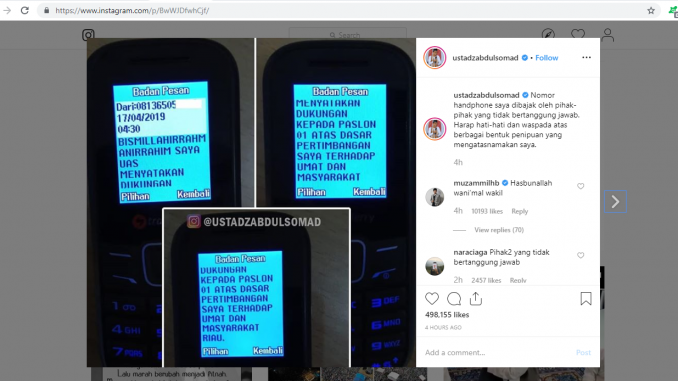 https://www.instagram.com/p/BwWJDfwhCjt/
Search
Badan Pesan
Dari:08136505
17/04/2019
04:30
BISMILLAHIRRAHM
ANIRRAHIM SAYA
UAS
MENYATAKAN
DUKUNGAN
Pilihan Kembali
Badan Pesan
MENYATAKAN
DUKUNGAN
KEPADA PASLON
01 ATAS DASAR
PERTIMBANGAN
SAYA TERHADAP
UMAT DAN
MASYARAKAT
Pilihan Kembali
@USTADZABDULSOMAD
Badan Pesan
DUKUNGAN
KEPADA PASLON
01 ATAS DASAR
PERTIMBANGAN
SAYA TERHADAP
UMAT DAN
MASYARAKAT
RIAU.
Pilihan Kembali
ustadzabdulsomad • Follow
ustadzabdulsomad Nomor
handphone saya dibajak oleh pihak-
pihak yang tidak bertanggung jawab.
Harap hati-hati dan waspada atas
berbagai bentuk penipuan yang
mengatasnamakan saya.
4h
muzammilhb Hasbunallah
wani'mal wakil
4h 10193 likes Reply
View replies (70)
naraciaga Pihak2 yang tidak
bertanggung jawab
2h 2457 likes Reply
498,155 likes
4 HOURS AGO
Add a comment... Post
Lalu marah berubah menjadi fitnah